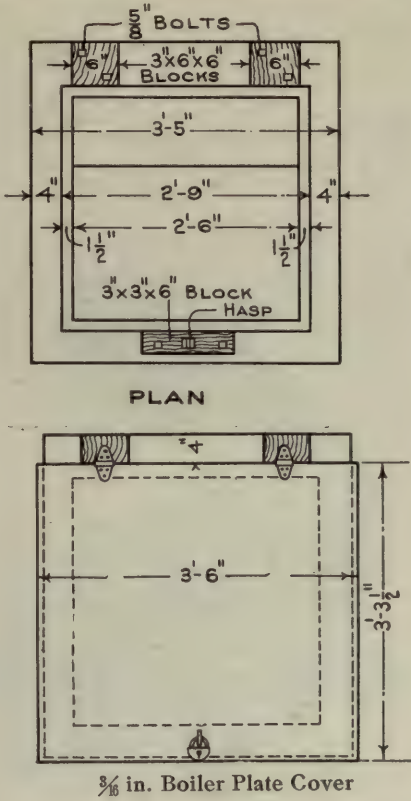 5/8" BOLTS
6" 3"x6"x6" 6"
BLOCKS
3'-5"
4" 2'-9" 4"
2'-6"
1 1/2" 1 1/2"
3"x3"x6" BLOCK
HASP
PLAN
4"
3'-6"
3'-3 1/2"
3/16 in. Boiler Plate Cover